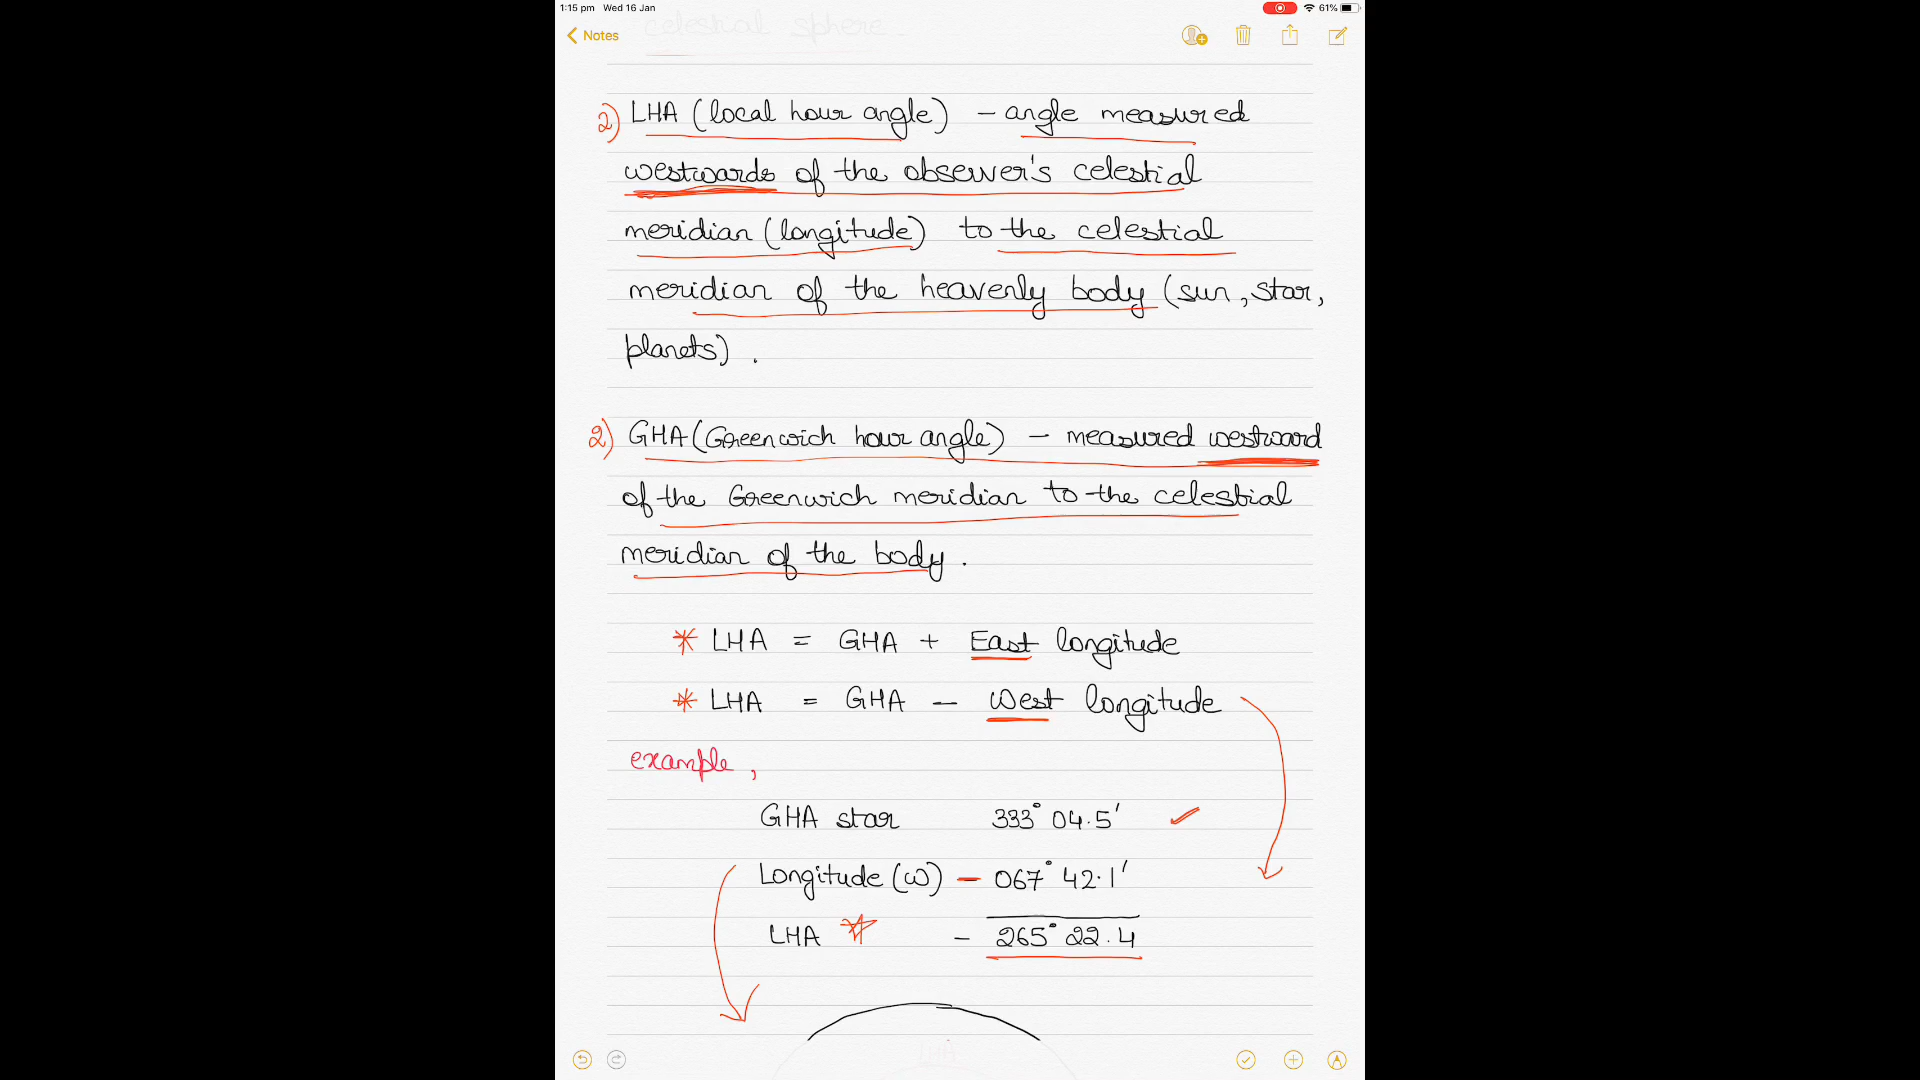 1:15 pm Wed 16 Jan 61%
Notes
celestial sphere.
2) LHA (local hour angle) – angle measured
westwards of the observer's celestial
meridian (longitude) to the celestial
meridian of the heavenly body (sun, star,
planets).
2) GHA (Greenwich hour angle) – measured westward
of the Greenwich meridian to the celestial
meridian of the body.
* LHA = GHA + East longitude
* LHA = GHA – West longitude
example,
GHA star 333° 04.5' ✓
Longitude (W) – 067° 42.1'
LHA ☆ – 265° 22.4
LHA